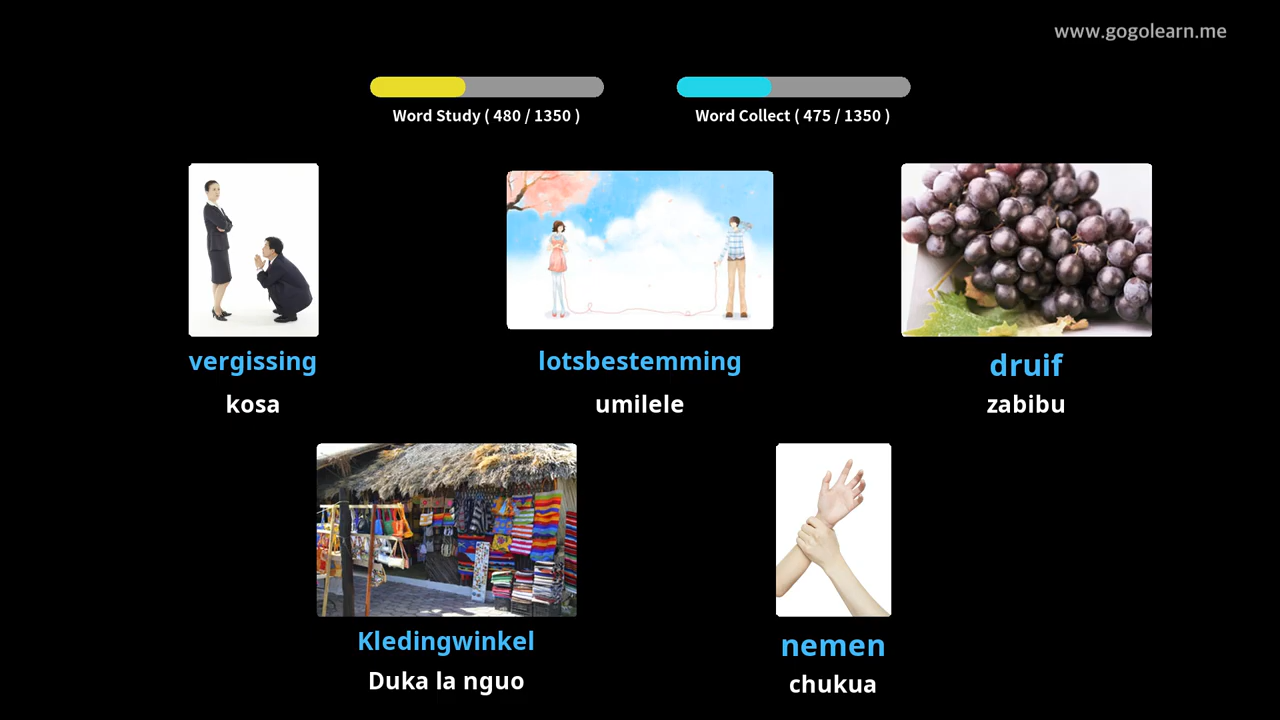 www.gogolearn.me
Word Study ( 480 / 1350 )
Word Collect ( 475 / 1350 )
vergissing
kosa
lotsbestemming
umilele
druif
zabibu
Kledingwinkel
Duka la nguo
nemen
chukua